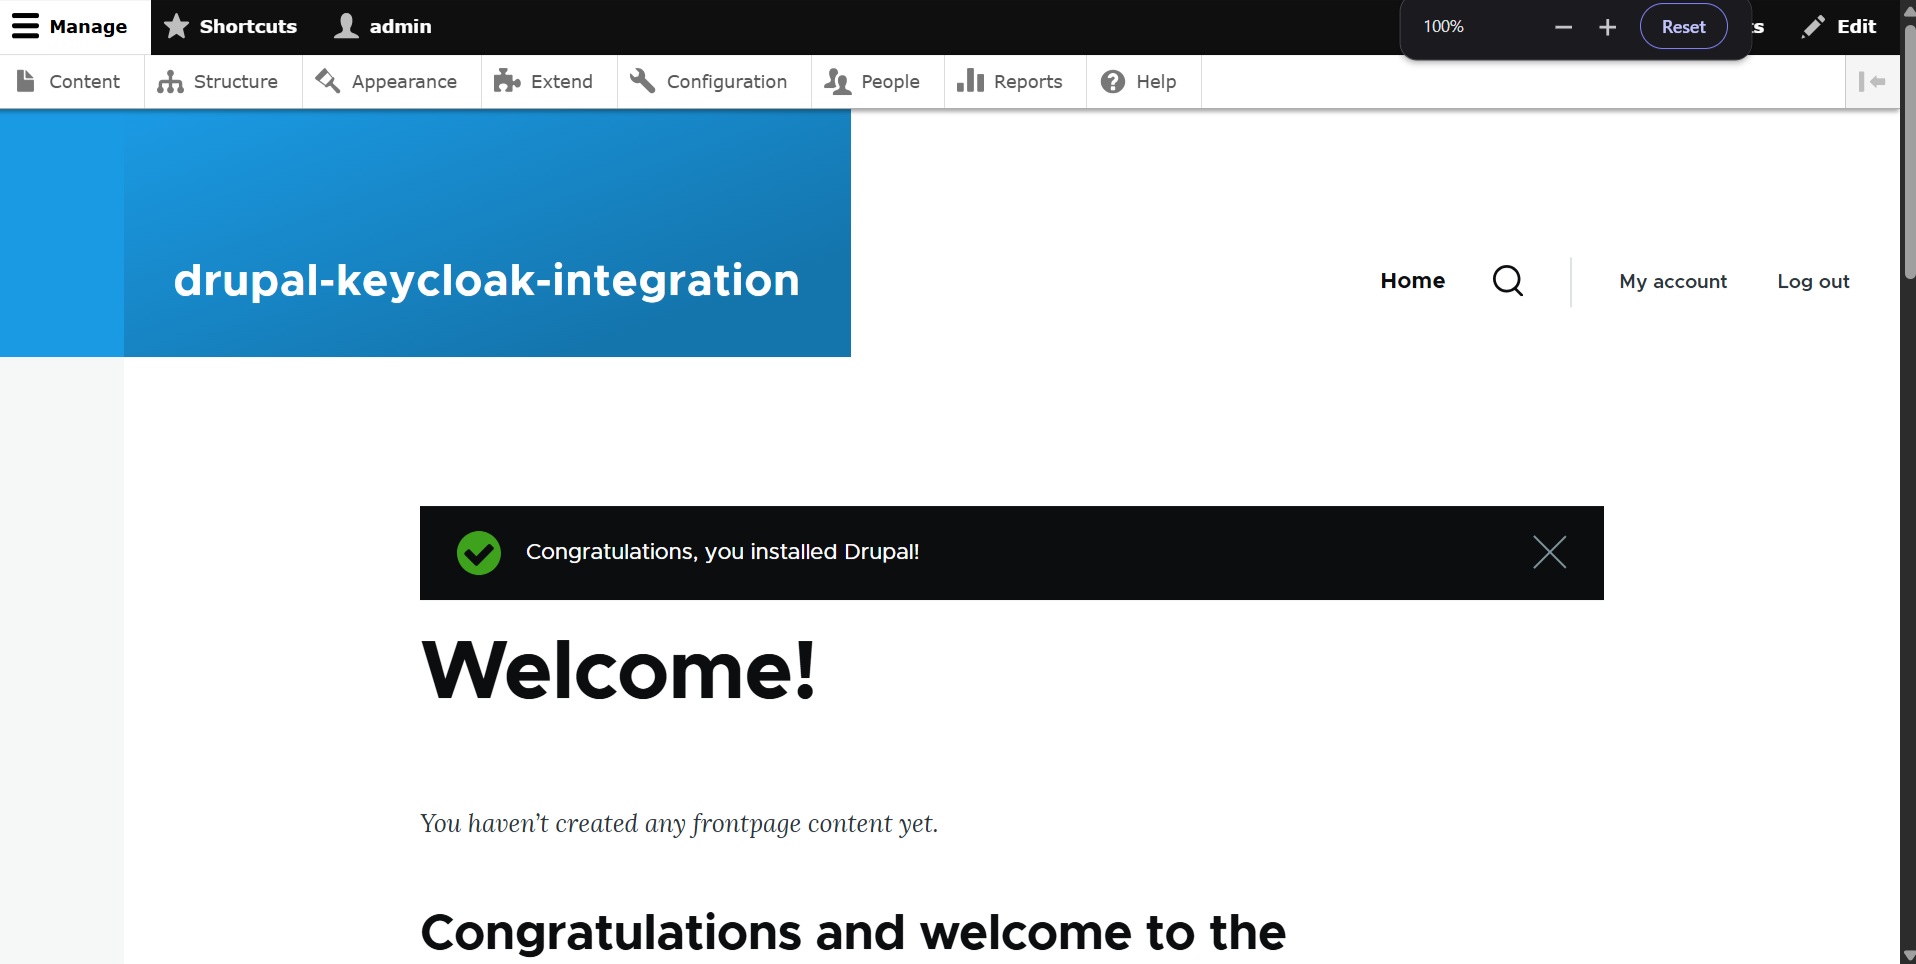 Manage Shortcuts admin 100% Reset Edit
Content Structure Appearance Extend Configuration People Reports Help
drupal-keycloak-integration
Home My account Log out
Congratulations, you installed Drupal!
Welcome!
You haven’t created any frontpage content yet.
Congratulations and welcome to the